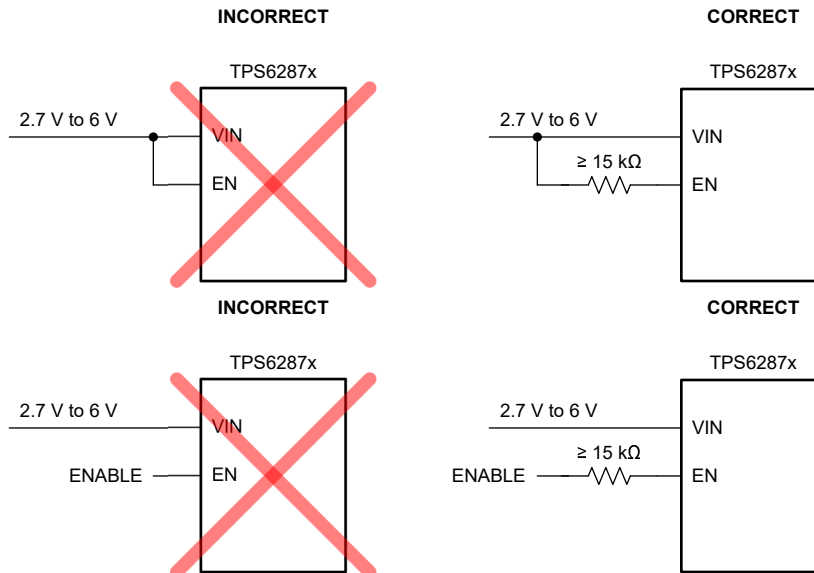 INCORRECT
TPS6287x
2.7 V to 6 V
VIN
EN
CORRECT
TPS6287x
2.7 V to 6 V
VIN
≥ 15 kΩ
EN
INCORRECT
TPS6287x
2.7 V to 6 V
VIN
ENABLE
EN
CORRECT
TPS6287x
2.7 V to 6 V
VIN
≥ 15 kΩ
ENABLE
EN